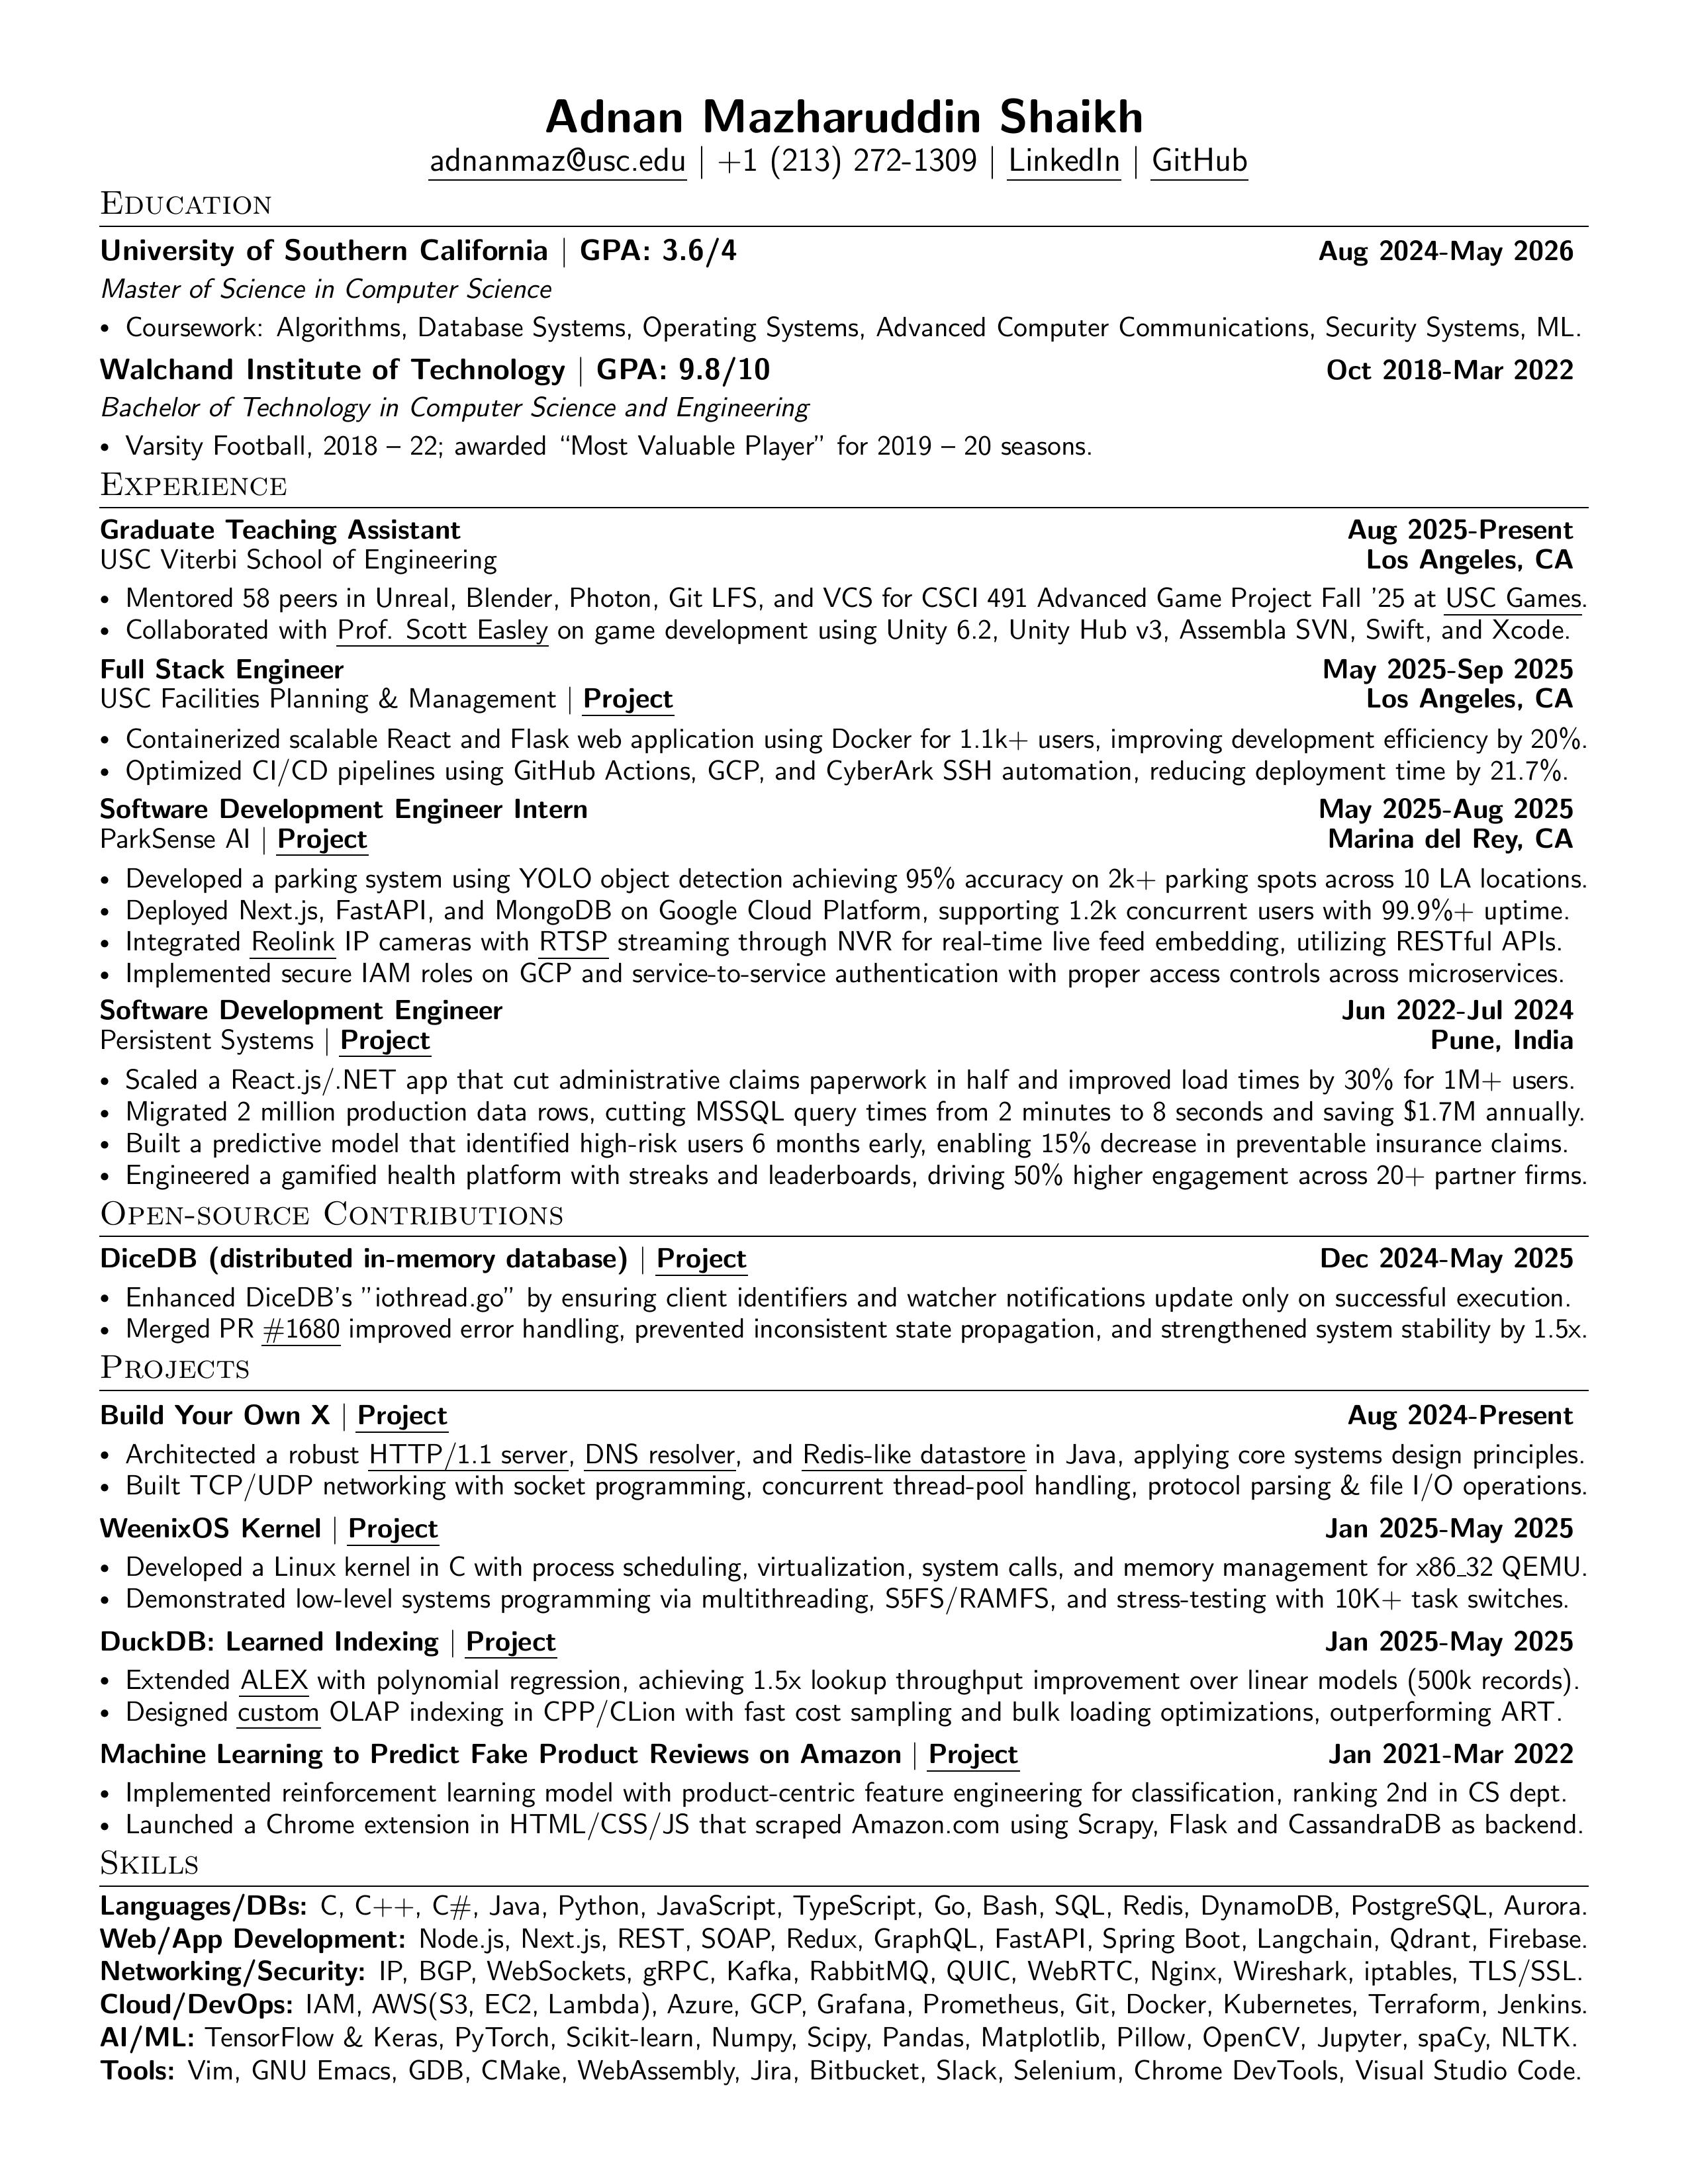 Adnan Mazharuddin Shaikh
adnanmaz@usc.edu | +1 (213) 272-1309 | LinkedIn | GitHub
Education
University of Southern California | GPA: 3.6/4 Aug 2024-May 2026
Master of Science in Computer Science
• Coursework: Algorithms, Database Systems, Operating Systems, Advanced Computer Communications, Security Systems, ML.
Walchand Institute of Technology | GPA: 9.8/10 Oct 2018-Mar 2022
Bachelor of Technology in Computer Science and Engineering
• Varsity Football, 2018 – 22; awarded “Most Valuable Player” for 2019 – 20 seasons.
Experience
Graduate Teaching Assistant Aug 2025-Present
USC Viterbi School of Engineering Los Angeles, CA
• Mentored 58 peers in Unreal, Blender, Photon, Git LFS, and VCS for CSCI 491 Advanced Game Project Fall ’25 at USC Games.
• Collaborated with Prof. Scott Easley on game development using Unity 6.2, Unity Hub v3, Assembla SVN, Swift, and Xcode.
Full Stack Engineer May 2025-Sep 2025
USC Facilities Planning & Management | Project Los Angeles, CA
• Containerized scalable React and Flask web application using Docker for 1.1k+ users, improving development efficiency by 20%.
• Optimized CI/CD pipelines using GitHub Actions, GCP, and CyberArk SSH automation, reducing deployment time by 21.7%.
Software Development Engineer Intern May 2025-Aug 2025
ParkSense AI | Project Marina del Rey, CA
• Developed a parking system using YOLO object detection achieving 95% accuracy on 2k+ parking spots across 10 LA locations.
• Deployed Next.js, FastAPI, and MongoDB on Google Cloud Platform, supporting 1.2k concurrent users with 99.9%+ uptime.
• Integrated Reolink IP cameras with RTSP streaming through NVR for real-time live feed embedding, utilizing RESTful APIs.
• Implemented secure IAM roles on GCP and service-to-service authentication with proper access controls across microservices.
Software Development Engineer Jun 2022-Jul 2024
Persistent Systems | Project Pune, India
• Scaled a React.js/.NET app that cut administrative claims paperwork in half and improved load times by 30% for 1M+ users.
• Migrated 2 million production data rows, cutting MSSQL query times from 2 minutes to 8 seconds and saving $1.7M annually.
• Built a predictive model that identified high-risk users 6 months early, enabling 15% decrease in preventable insurance claims.
• Engineered a gamified health platform with streaks and leaderboards, driving 50% higher engagement across 20+ partner firms.
Open-source Contributions
DiceDB (distributed in-memory database) | Project Dec 2024-May 2025
• Enhanced DiceDB’s ”iothread.go” by ensuring client identifiers and watcher notifications update only on successful execution.
• Merged PR #1680 improved error handling, prevented inconsistent state propagation, and strengthened system stability by 1.5x.
Projects
Build Your Own X | Project Aug 2024-Present
• Architected a robust HTTP/1.1 server, DNS resolver, and Redis-like datastore in Java, applying core systems design principles.
• Built TCP/UDP networking with socket programming, concurrent thread-pool handling, protocol parsing & file I/O operations.
WeenixOS Kernel | Project Jan 2025-May 2025
• Developed a Linux kernel in C with process scheduling, virtualization, system calls, and memory management for x86_32 QEMU.
• Demonstrated low-level systems programming via multithreading, S5FS/RAMFS, and stress-testing with 10K+ task switches.
DuckDB: Learned Indexing | Project Jan 2025-May 2025
• Extended ALEX with polynomial regression, achieving 1.5x lookup throughput improvement over linear models (500k records).
• Designed custom OLAP indexing in CPP/CLion with fast cost sampling and bulk loading optimizations, outperforming ART.
Machine Learning to Predict Fake Product Reviews on Amazon | Project Jan 2021-Mar 2022
• Implemented reinforcement learning model with product-centric feature engineering for classification, ranking 2nd in CS dept.
• Launched a Chrome extension in HTML/CSS/JS that scraped Amazon.com using Scrapy, Flask and CassandraDB as backend.
Skills
Languages/DBs: C, C++, C#, Java, Python, JavaScript, TypeScript, Go, Bash, SQL, Redis, DynamoDB, PostgreSQL, Aurora.
Web/App Development: Node.js, Next.js, REST, SOAP, Redux, GraphQL, FastAPI, Spring Boot, Langchain, Qdrant, Firebase.
Networking/Security: IP, BGP, WebSockets, gRPC, Kafka, RabbitMQ, QUIC, WebRTC, Nginx, Wireshark, iptables, TLS/SSL.
Cloud/DevOps: IAM, AWS(S3, EC2, Lambda), Azure, GCP, Grafana, Prometheus, Git, Docker, Kubernetes, Terraform, Jenkins.
AI/ML: TensorFlow & Keras, PyTorch, Scikit-learn, Numpy, Scipy, Pandas, Matplotlib, Pillow, OpenCV, Jupyter, spaCy, NLTK.
Tools: Vim, GNU Emacs, GDB, CMake, WebAssembly, Jira, Bitbucket, Slack, Selenium, Chrome DevTools, Visual Studio Code.